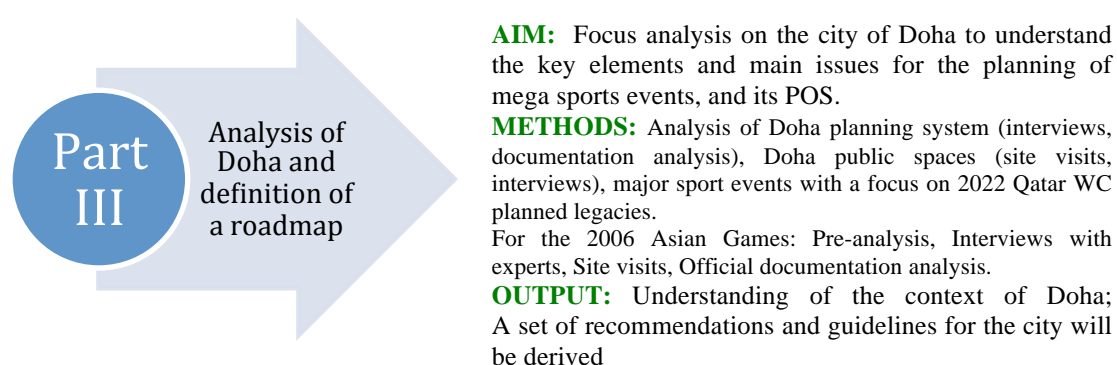 Part
III
Analysis of
Doha and
definition of
a roadmap
AIM: Focus analysis on the city of Doha to understand
the key elements and main issues for the planning of
mega sports events, and its POS.
METHODS: Analysis of Doha planning system (interviews,
documentation analysis), Doha public spaces (site visits,
interviews), major sport events with a focus on 2022 Qatar WC
planned legacies.
For the 2006 Asian Games: Pre-analysis, Interviews with
experts, Site visits, Official documentation analysis.
OUTPUT: Understanding of the context of Doha;
A set of recommendations and guidelines for the city will
be derived